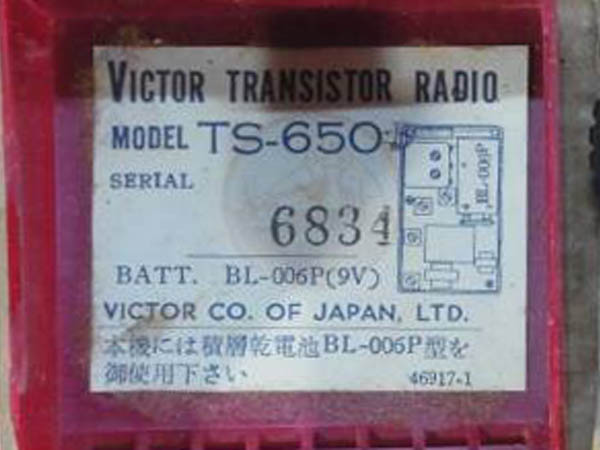 VICTOR TRANSISTOR RADIO
MODEL TS-650
SERIAL
BL-006P
6834
BATT. BL-006P(9V)
VICTOR CO. OF JAPAN, LTD.
本機には積層乾電池BL-006P型を
御使用下さい
46917-1